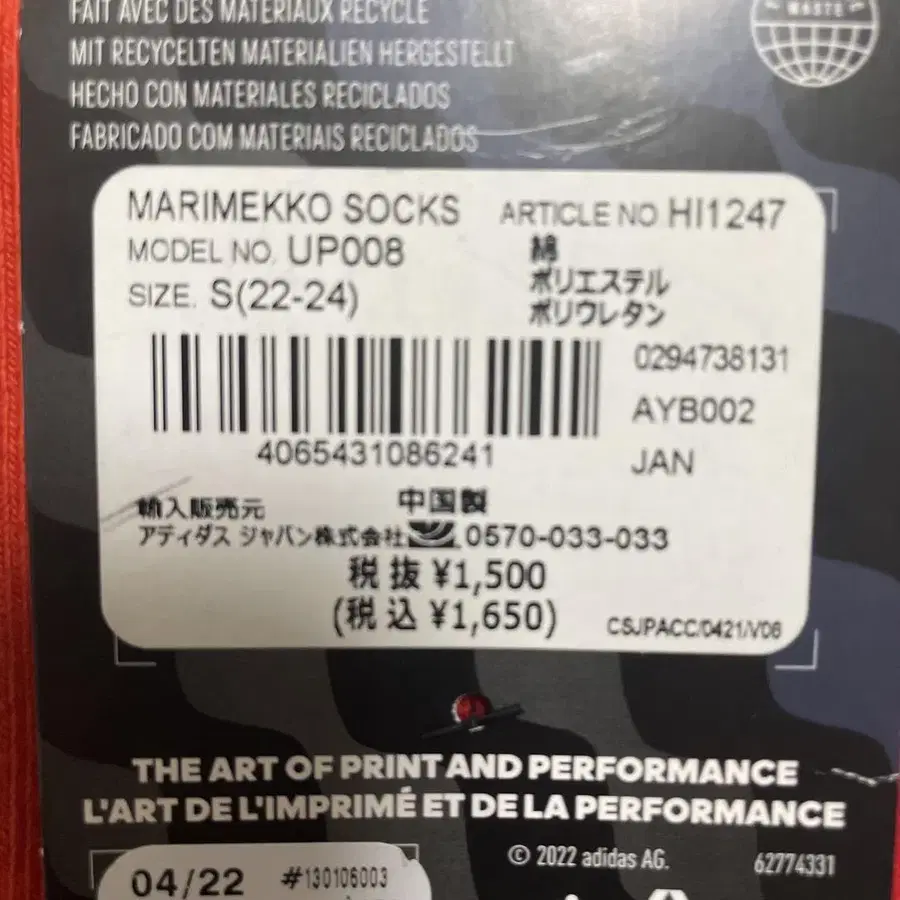 FAIT AVEC DES MATERIAUX RECYCLE
MIT RECYCELTEN MATERIALIEN HERGESTELLT
HECHO CON MATERIALES RECICLADOS
FABRICADO COM MATERIAIS RECICLADOS
WASTE
MARIMEKKO SOCKS ARTICLE NO. HI1247
MODEL NO. UP008 綿
SIZE. S(22-24) ポリエステル
ポリウレタン
0294738131
AYB002
4065431086241 JAN
輸入販売元 中国製
アディダス ジャパン株式会社 0570-033-033
税抜 ¥1,500
(税込 ¥1,650)
CSJPACC/0421/V06
THE ART OF PRINT AND PERFORMANCE
L'ART DE L'IMPRIMÉ ET DE LA PERFORMANCE
© 2022 adidas AG. 62774331
04/22 #130106003